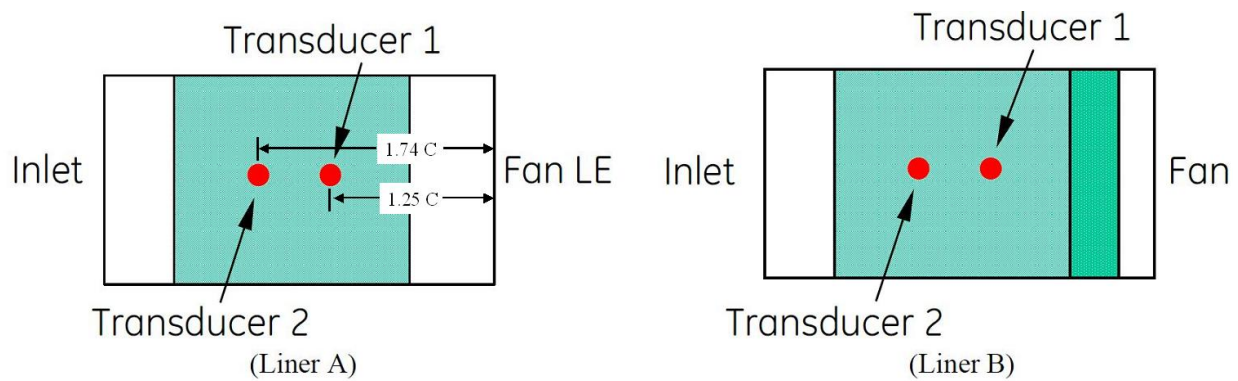 Transducer 1
1.74 C
Inlet
Fan LE
1.25 C
Transducer 2
(Liner A)
Transducer 1
Inlet
Fan
Transducer 2
(Liner B)